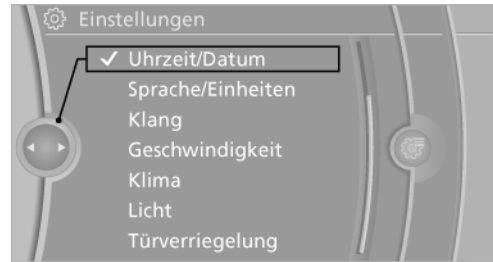 Einstellungen
Uhrzeit/Datum
Sprache/Einheiten
Klang
Geschwindigkeit
Klima
Licht
Türverriegelung